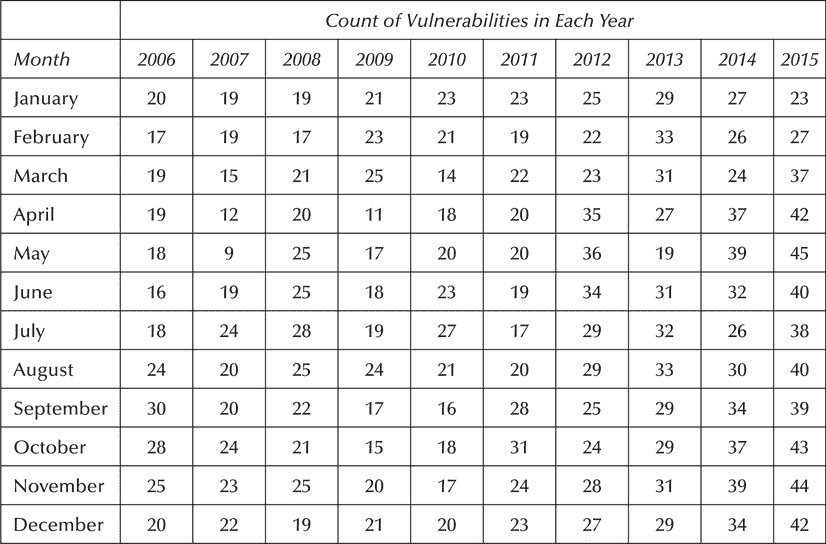 Count of Vulnerabilities in Each Year
Month 2006 2007 2008 2009 2010 2011 2012 2013 2014 2015
January 20 19 19 21 23 23 25 29 27 23
February 17 19 17 23 21 19 22 33 26 27
March 19 15 21 25 14 22 23 31 24 37
April 19 12 20 11 18 20 35 27 37 42
May 18 9 25 17 20 20 36 19 39 45
June 16 19 25 18 23 19 34 31 32 40
July 18 24 28 19 27 17 29 32 26 38
August 24 20 25 24 21 20 29 33 30 40
September 30 20 22 17 16 28 25 29 34 39
October 28 24 21 15 18 31 24 29 37 43
November 25 23 25 20 17 24 28 31 39 44
December 20 22 19 21 20 23 27 29 34 42